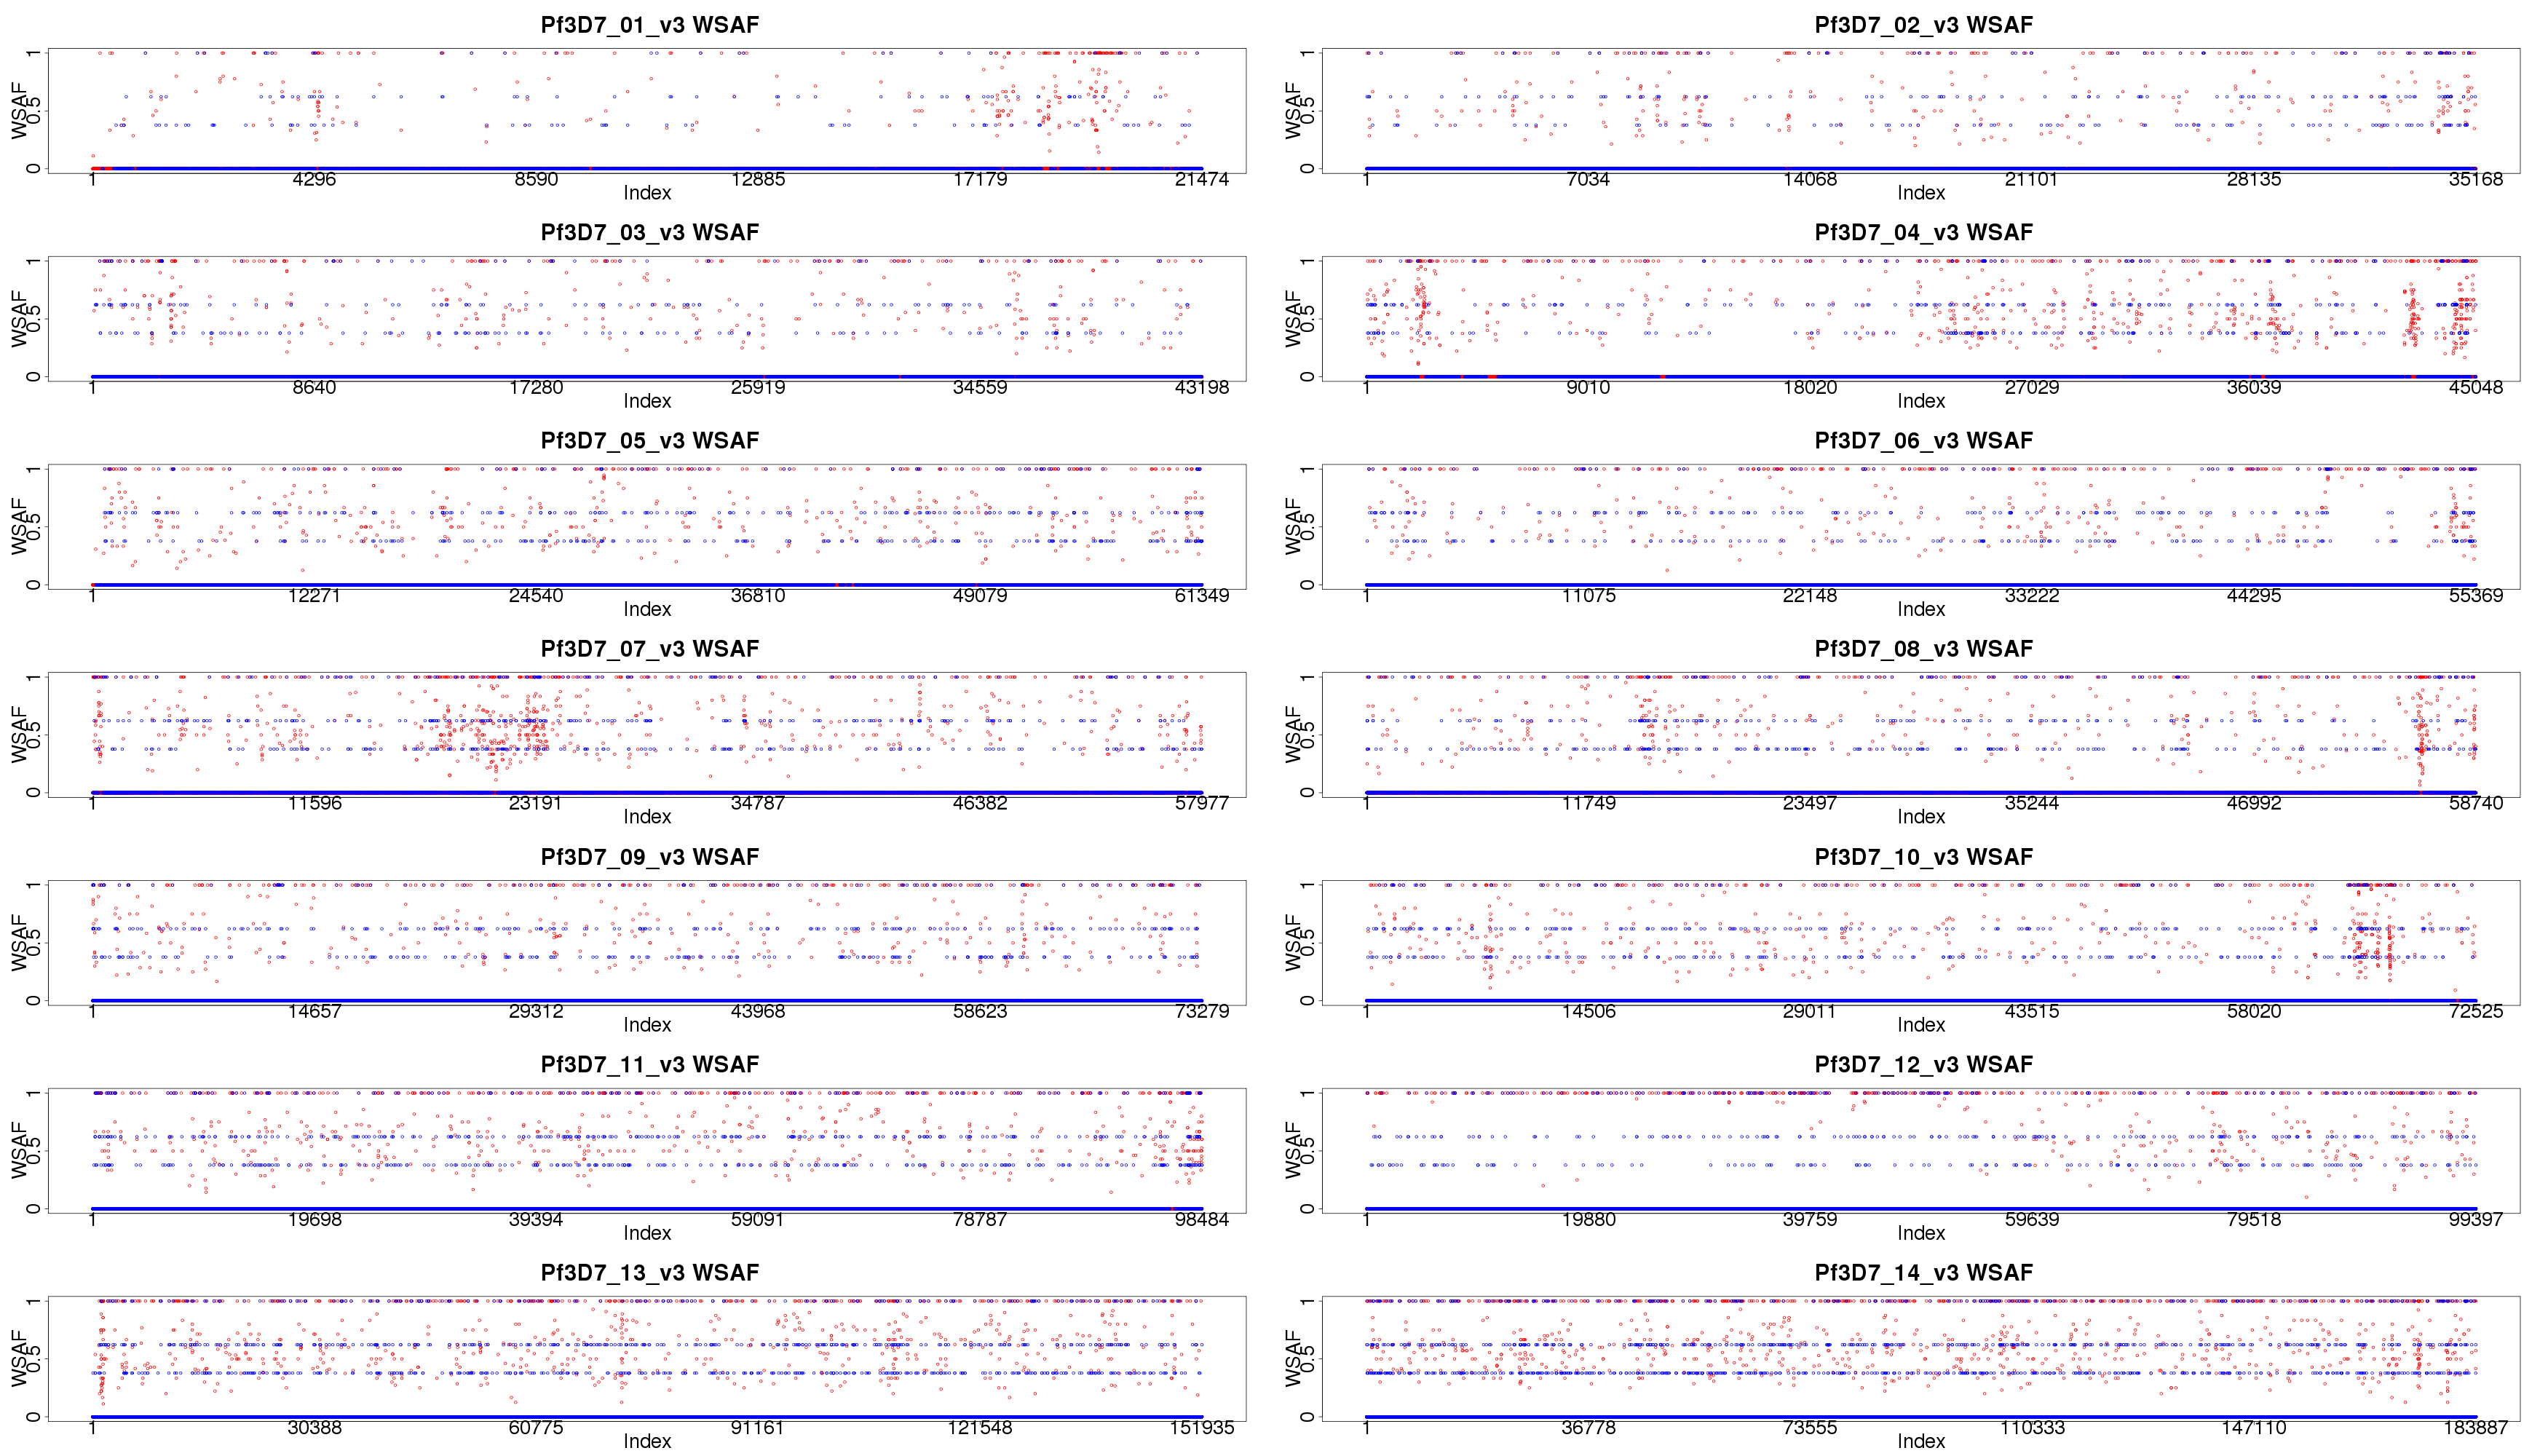 Pf3D7_01_v3 WSAF
WSAF
0 0.5 1
1 4296 8590 12885 17179 21474
Index
Pf3D7_02_v3 WSAF
WSAF
0 0.5 1
1 7034 14068 21101 28135 35168
Index
Pf3D7_03_v3 WSAF
WSAF
0 0.5 1
1 8640 17280 25919 34559 43198
Index
Pf3D7_04_v3 WSAF
WSAF
0 0.5 1
1 9010 18020 27029 36039 45048
Index
Pf3D7_05_v3 WSAF
WSAF
0 0.5 1
1 12271 24540 36810 49079 61349
Index
Pf3D7_06_v3 WSAF
WSAF
0 0.5 1
1 11075 22148 33222 44295 55369
Index
Pf3D7_07_v3 WSAF
WSAF
0 0.5 1
1 11596 23191 34787 46382 57977
Index
Pf3D7_08_v3 WSAF
WSAF
0 0.5 1
1 11749 23497 35244 46992 58740
Index
Pf3D7_09_v3 WSAF
WSAF
0 0.5 1
1 14657 29312 43968 58623 73279
Index
Pf3D7_10_v3 WSAF
WSAF
0 0.5 1
1 14506 29011 43515 58020 72525
Index
Pf3D7_11_v3 WSAF
WSAF
0 0.5 1
1 19698 39394 59091 78787 98484
Index
Pf3D7_12_v3 WSAF
WSAF
0 0.5 1
1 19880 39759 59639 79518 99397
Index
Pf3D7_13_v3 WSAF
WSAF
0 0.5 1
1 30388 60775 91161 121548 151935
Index
Pf3D7_14_v3 WSAF
WSAF
0 0.5 1
1 36778 73555 110333 147110 183887
Index